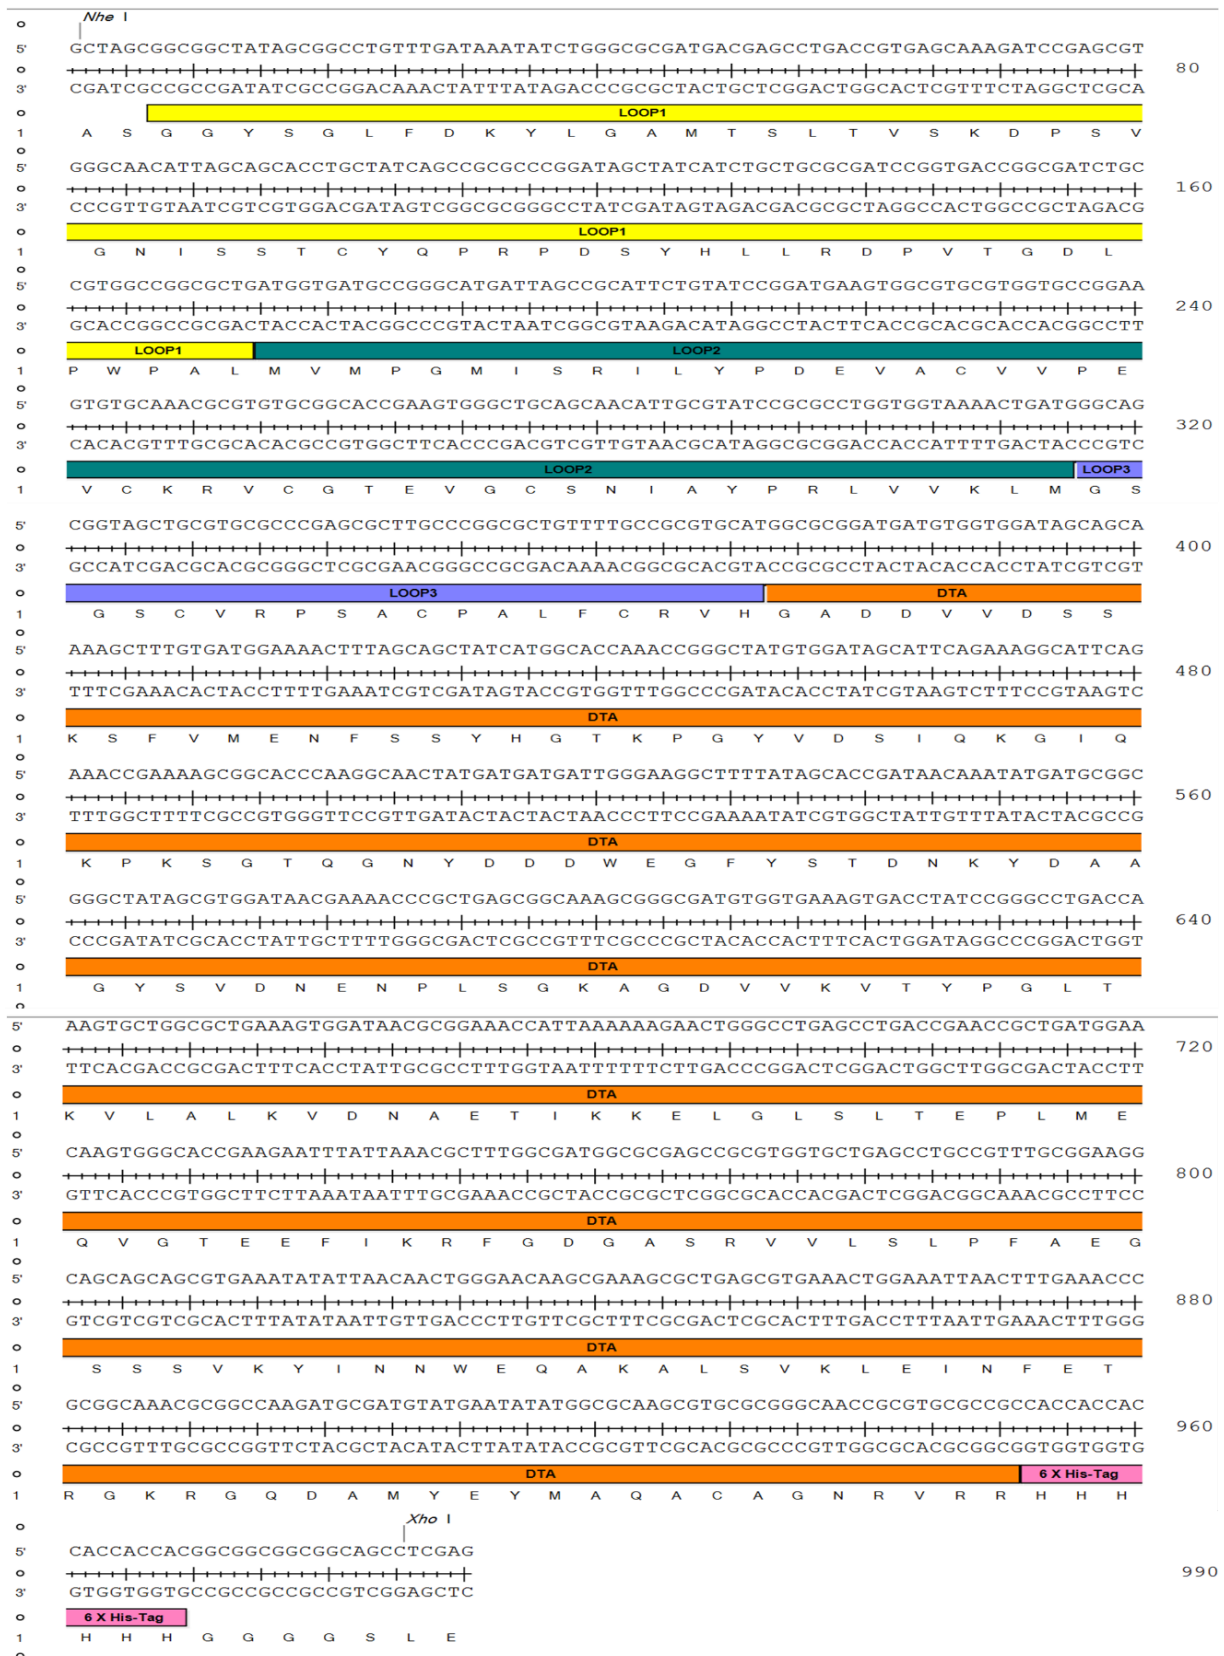 o Nhe I
5' GCTAGCGGCGGCTATAGCGGCCTGTTTGATAAATATCTGGGCGCGATGACGAGCCTGACCGTGAGCAAAGATCCGAGCGT
o 80
3' CGATCGCCGCCGATATCGCCGGACAAACTATTTATAGACCCGCGCTACTGCTCGGACTGGCACTCGTTTCTAGGCTCGCA
o LOOP1
1 A S G G Y S G L F D K Y L G A M T S L T V S K D P S V
o
5' GGGCAACATTAGCAGCACCTGCTATCAGCCGCGCCCGGATAGCTATCATCTGCTGCGCGATCCGGTGACCGGCGATCTGC
o 160
3' CCCGTTGTAATCGTCGTGGACGATAGTCGGCGCGGGCCTATCGATAGTAGACGACGCGCTAGGCCACTGGCCGCTAGACG
o LOOP1
1 G N I S S T C Y Q P R P D S Y H L L R D P V T G D L
o
5' CGTGGCCGGCGCTGATGGTGATGCCGGGCATGATTAGCCGCATTCTGTATCCGGATGAAGTGGCGTGCGTGGTGCCGGAA
o 240
3' GCACCGGCCGCGACTACCACTACGGCCCGTACTAATCGGCGTAAGACATAGGCCTACTTCACCGCACGCACCACGGCCTT
o LOOP1 LOOP2
1 P W P A L M V M P G M I S R I L Y P D E V A C V V P E
o
5' GTGTGCAAACGCGTGTGCGGCACCGAAGTGGGCTGCAGCAACATTGCGTATCCGCGCCTGGTGGTAAAACTGATGGGCAG
o 320
3' CACACGTTTGCGCACACGCCGTGGCTTCACCCGACGTCGTTGTAACGCATAGGCGCGGACCACCATTTTGACTACCCGTC
o LOOP2 LOOP3
1 V C K R V C G T E V G C S N I A Y P R L V V K L M G S
5' CGGTAGCTGCGTGCGCCCGAGCGCTTGCCCGGCGCTGTTTTGCCGCGTGCATGGCGCGGATGATGTGGTGGATAGCAGCA
o 400
3' GCCATCGACGCACGCGGGCTCGCGAACGGGCCGCGACAAAACGGCGCACGTACCGCGCCTACTACACCACCTATCGTCGT
o LOOP3 DTA
1 G S C V R P S A C P A L F C R V H G A D D V V D S S
o
5' AAAGCTTTGTGATGGAAAACTTTAGCAGCTATCATGGCACCAAACCGGGCTATGTGGATAGCATTCAGAAAGGCATTCAG
o 480
3' TTTCGAAACACTACCTTTTGAAATCGTCGATAGTACCGTGGTTTGGCCCGATACACCTATCGTAAGTCTTTCCGTAAGTC
o DTA
1 K S F V M E N F S S Y H G T K P G Y V D S I Q K G I Q
o
5' AAACCGAAAAGCGGCACCCAAGGCAACTATGATGATGATTGGGAAGGCTTTTATAGCACCGATAACAAATATGATGCGGC
o 560
3' TTTGGCTTTTCGCCGTGGGTTCCGTTGATACTACTACTAACCCTTCCGAAAATATCGTGGCTATTGTTTATACTACGCCG
o DTA
1 K P K S G T Q G N Y D D D W E G F Y S T D N K Y D A A
o
5' GGGCTATAGCGTGGATAACGAAAACCCGCTGAGCGGCAAAGCGGGCGATGTGGTGAAAGTGACCTATCCGGGCCTGACCA
o 640
3' CCCGATATCGCACCTATTGCTTTTGGGCGACTCGCCGTTTCGCCCGCTACACCACTTTCACTGGATAGGCCCGGACTGGT
o DTA
1 G Y S V D N E N P L S G K A G D V V K V T Y P G L T
o
5' AAGTGCTGGCGCTGAAAGTGGATAACGCGGAAACCATTAAAAAAGAACTGGGCCTGAGCCTGACCGAACCGCTGATGGAA
o 720
3' TTCACGACCGCGACTTTCACCTATTGCGCCTTTGGTAATTTTTTCTTGACCCGGACTCGGACTGGCTTGGCGACTACCTT
o DTA
1 K V L A L K V D N A E T I K K E L G L S L T E P L M E
o
5' CAAGTGGGCACCGAAGAATTTATTAAACGCTTTGGCGATGGCGCGAGCCGCGTGGTGCTGAGCCTGCCGTTTGCGGAAGG
o 800
3' GTTCACCCGTGGCTTCTTAAATAATTTGCGAAACCGCTACCGCGCTCGGCGCACCACGACTCGGACGGCAAACGCCTTCC
o DTA
1 Q V G T E E F I K R F G D G A S R V V L S L P F A E G
o
5' CAGCAGCAGCGTGAAATATATTAACAACTGGGAACAAGCGAAAGCGCTGAGCGTGAAACTGGAAATTAACTTTGAAACCC
o 880
3' GTCGTCGTCGCACTTTATATAATTGTTGACCCTTGTTCGCTTTCGCGACTCGCACTTTGACCTTTAATTGAAACTTTGGG
o DTA
1 S S S V K Y I N N W E Q A K A L S V K L E I N F E T
o
5' GCGGCAAACGCGGCCAAGATGCGATGTATGAATATATGGCGCAAGCGTGCGCGGGCAACCGCGTGCGCCGCCACCACCAC
o 960
3' CGCCGTTTGCGCCGGTTCTACGCTACATACTTATATACCGCGTTCGCACGCGCCCGTTGGCGCACGCGGCGGTGGTGGTG
o DTA 6 X His-Tag
1 R G K R G Q D A M Y E Y M A Q A C A G N R V R R H H H
o Xho I
5' CACCACCACGGCGGCGGCGGCAGCCTCGAG
o 990
3' GTGGTGGTGCCGCCGCCGCCGTCGGAGCTC
o 6 X His-Tag
1 H H H G G G G S L E
o